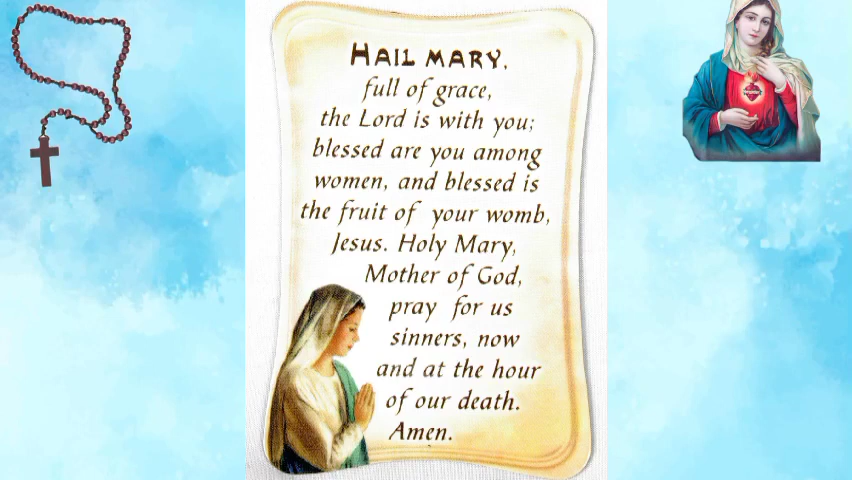 HAIL MARY,
full of grace,
the Lord is with you;
blessed are you among
women, and blessed is
the fruit of your womb,
Jesus. Holy Mary,
Mother of God,
pray for us
sinners, now
and at the hour
of our death.
Amen.